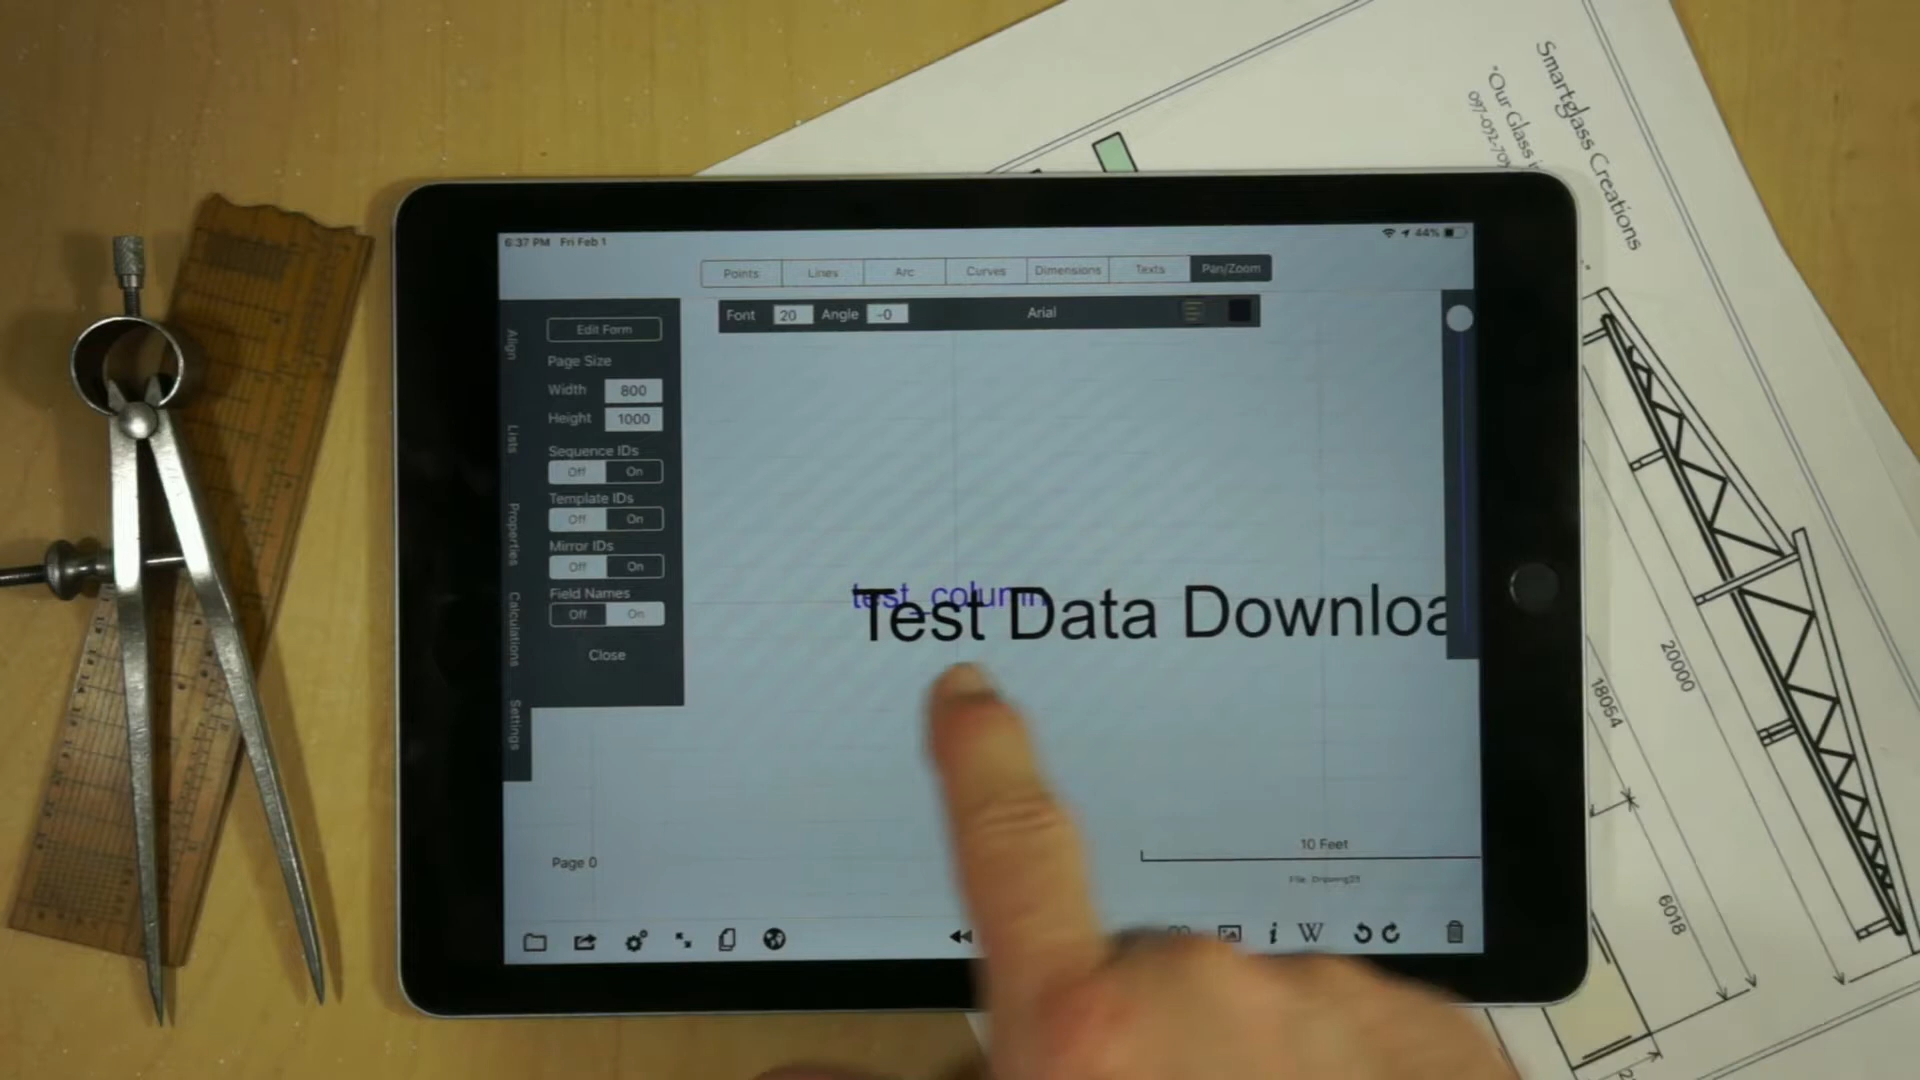 Smartglass Creations
"Our Glass i
6:37 PM Fri Feb 1
44%
Points Lines Arc Curves Dimensions Texts Pan/Zoom
Font 20 Angle -0 Arial
Align
Lists
Properties
Calculations
Settings
Edit Form
Page Size
Width 800
Height 1000
Sequence IDs
Off On
Template IDs
Off On
Mirror IDs
Off On
Field Names
Off On
Close
test_column
Test Data Downloa
Page 0
10 Feet
20000
18054
6018